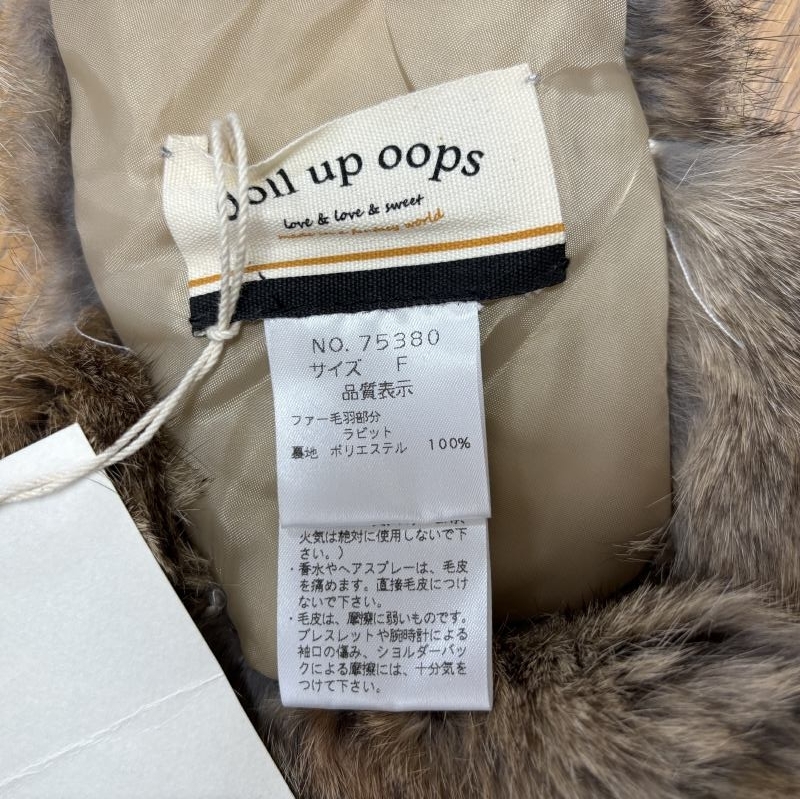 up oops
love & love & sweet
world
NO. 75380
サイズ F
品質表示
ファー毛羽部分
ラビット
裏地 ポリエステル 100%
火気は絶対に使用しないで下
さい。)
・香水やヘアスプレーは、毛皮
を痛めます。直接毛皮につけ
ないで下さい。
・毛皮は、摩擦に弱いものです。
ブレスレットや腕時計による
袖口の傷み、ショルダーバック
による摩擦には、十分気を
つけて下さい。